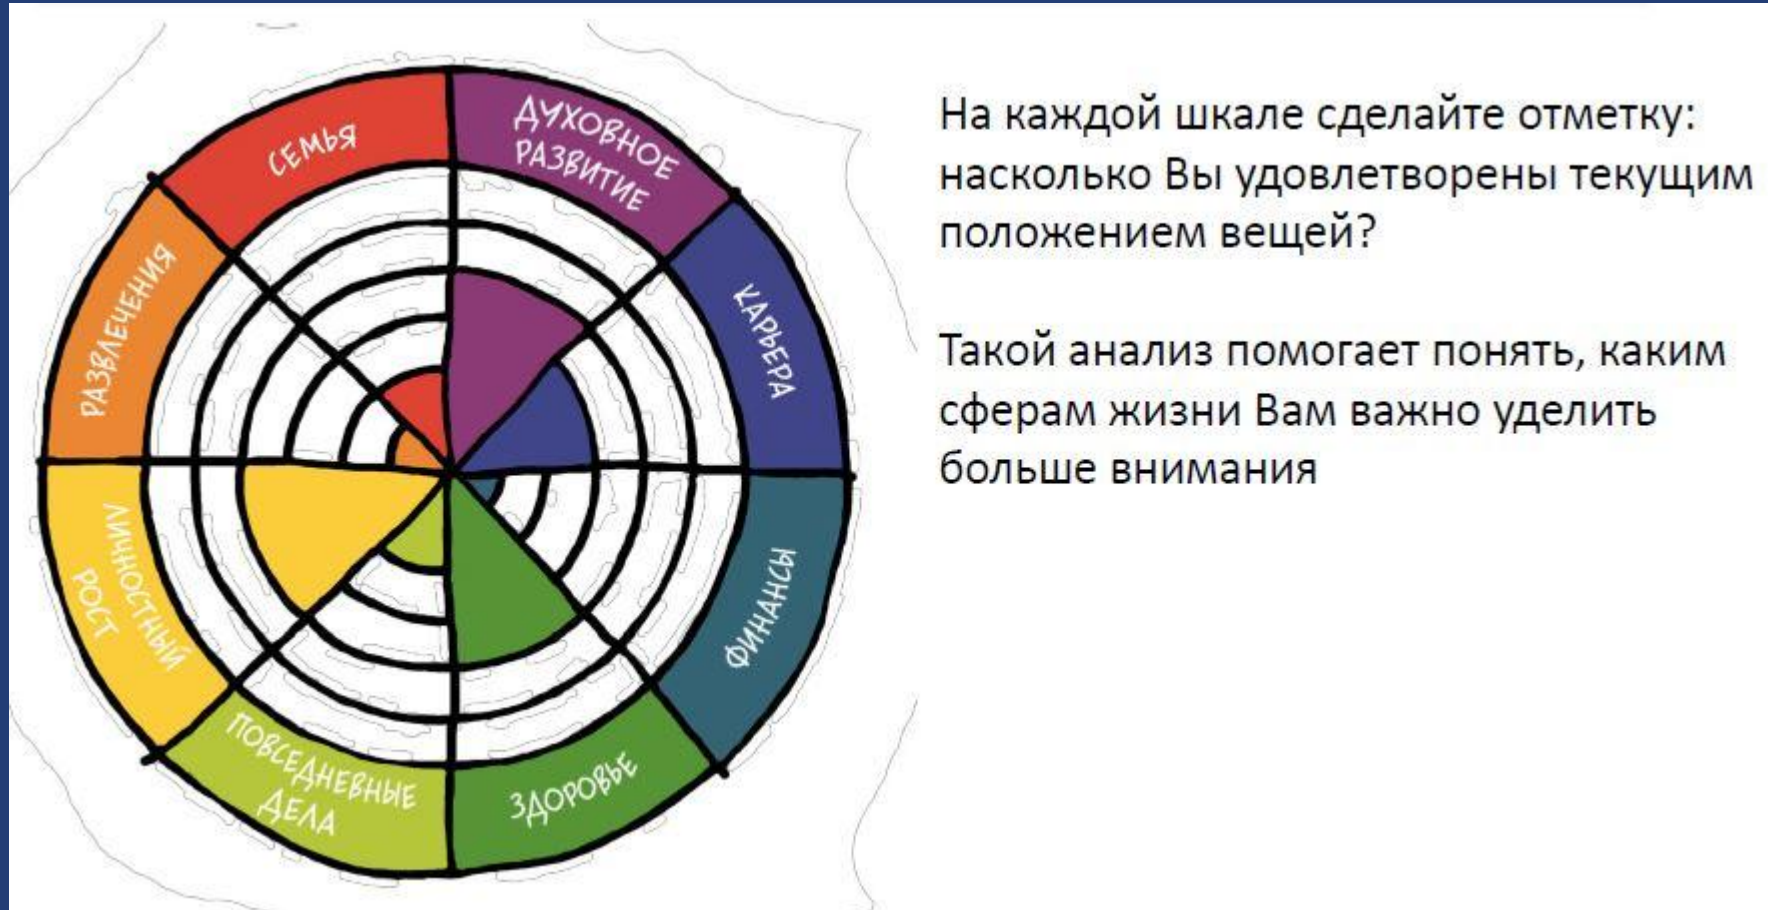 СЕМЬЯ
ДУХОВНОЕ
РАЗВИТИЕ
КАРЬЕРА
ФИНАНСЫ
ЗДОРОВЬЕ
ПОВСЕДНЕВНЫЕ
ДЕЛА
ЛИЧНОСТНЫЙ
РОСТ
РАЗВЛЕЧЕНИЯ
На каждой шкале сделайте отметку:
насколько Вы удовлетворены текущим
положением вещей?
Такой анализ помогает понять, каким
сферам жизни Вам важно уделить
больше внимания